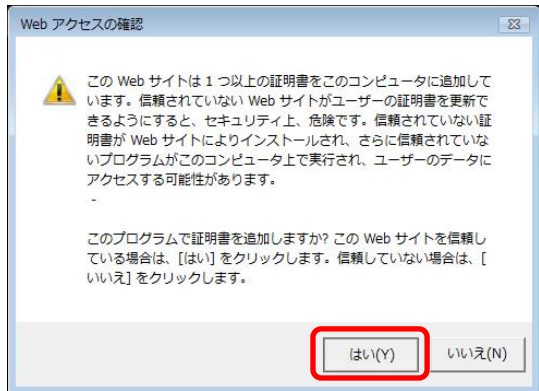 Web アクセスの確認
この Web サイトは 1 つ以上の証明書をこのコンピュータに追加して
います。信頼されていない Web サイトがユーザーの証明書を更新で
きるようにすると、セキュリティ上、危険です。信頼されていない証
明書が Web サイトによりインストールされ、さらに信頼されていな
いプログラムがこのコンピュータ上で実行され、ユーザーのデータに
アクセスする可能性があります。
-
このプログラムで証明書を追加しますか? この Web サイトを信頼し
ている場合は、[はい] をクリックします。信頼していない場合は、[
いいえ] をクリックします。
はい(Y)
いいえ(N)